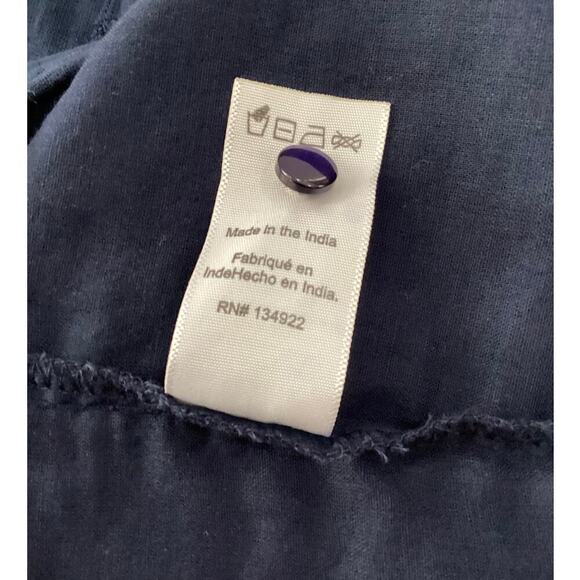 Made in the India
Fabriqué en
IndeHecho en India.
RN# 134922